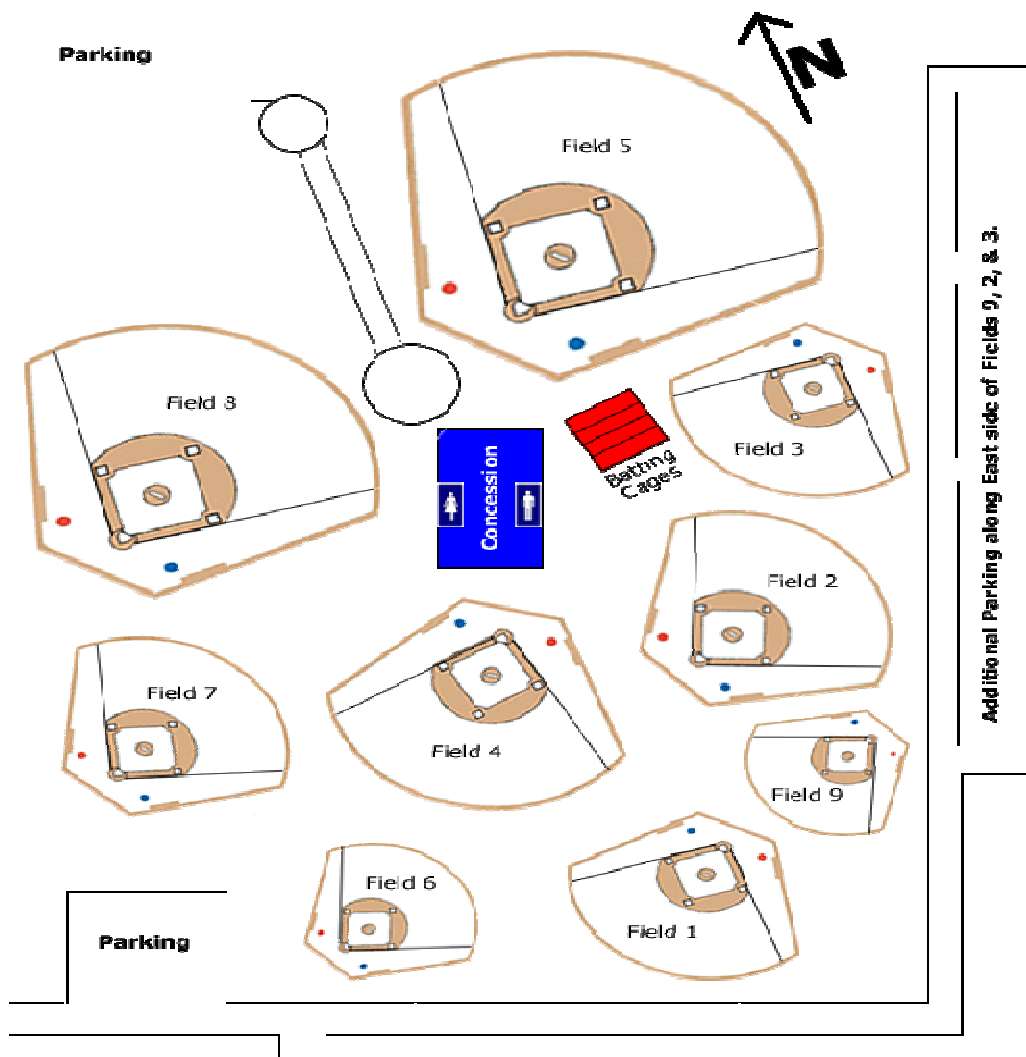 Parking
N
Field 5
Additional Parking along East side of Fields 9, 2, & 3.
Field 8
Field 3
Concession
Batting
Cages
Field 2
Field 7
Field 4
Field 9
Field 6
Field 1
Parking